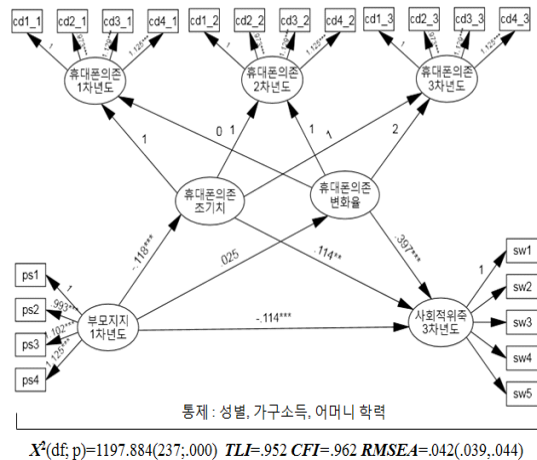 cd1_1 cd2_1 cd3_1 cd4_1 cd1_2 cd2_2 cd3_2 cd4_2 cd1_3 cd2_3 cd3_3 cd4_3
1 1.125*** 1 1.125*** 1 1.125***
휴대폰의존
1차년도
휴대폰의존
2차년도
휴대폰의존
3차년도
1 0 1 1 1 2
휴대폰의존
초기치
휴대폰의존
변화율
-.118*** .025 .114** .397***
ps1
ps2
ps3
ps4
1
.993***
1.102***
1.125***
부모지지
1차년도
-.114***
사회적위축
3차년도
1
sw1
sw2
sw3
sw4
sw5
통제 : 성별, 가구소득, 어머니 학력
X²(df; p)=1197.884(237;.000) TLI=.952 CFI=.962 RMSEA=.042(.039,.044)